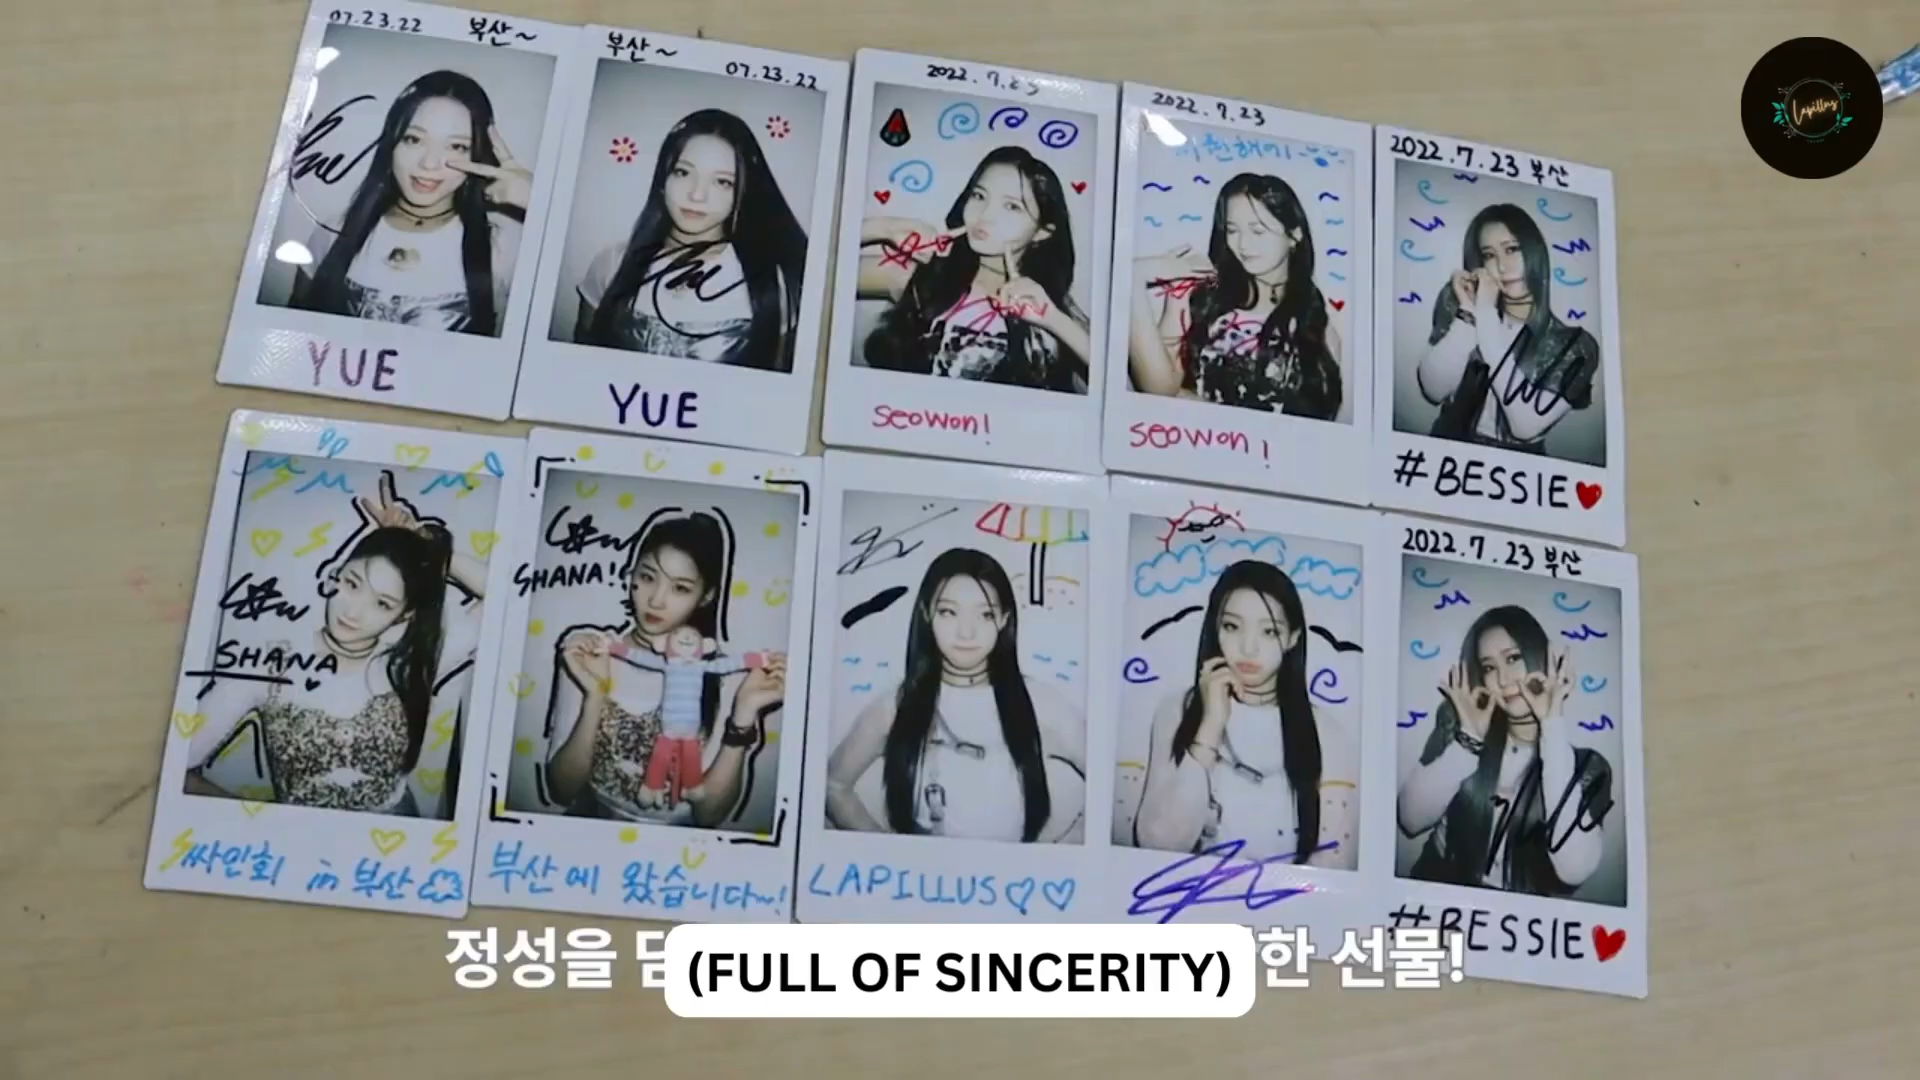 07.23.22 부산~
YUE
부산~
07.23.22
YUE
2022.7.23
seowon!
2022.7.23
seowon!
2022.7.23 부산
#BESSIE
SHANA
싸인회 in 부산
SHANA!
부산에 왔습니다~!
LAPILLUS
2022.7.23 부산
#BESSIE
정성을
한 선물!
(FULL OF SINCERITY)
Lapillus